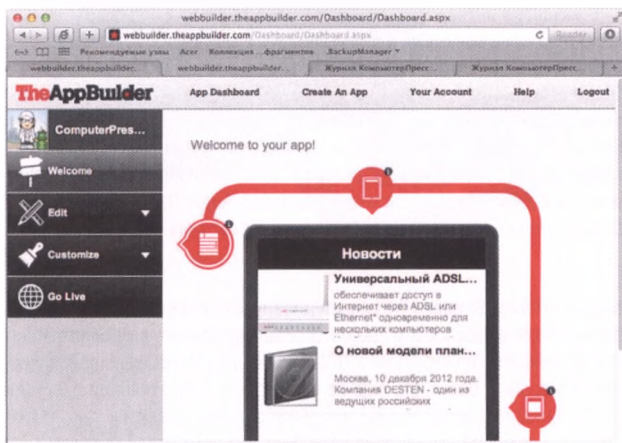 webbuilder.theappbuilder.com/Dashboard/Dashboard.aspx
webbuilder.theappbuilder.com/Dashboard/Dashboard.aspx
Reader
Рекомендуемые узлы Acer Коллекция ...фрагментов BackupManager
webbuilder.theappbuilder... webbuilder.theappbuilder... Журнал КомпьютерПресс... Журнал КомпьютерПресс...
TheAppBuilder App Dashboard Create An App Your Account Help Logout
ComputerPres...
Welcome to your app!
Welcome
Edit
Customize
Go Live
Новости
Универсальный ADSL...
обеспечивает доступ в
Интернет через ADSL или
Ethernet* одновременно для
нескольких компьютеров
О новой модели план...
Москва, 10 декабря 2012 года.
Компания DESTEN - один из
ведущих российских